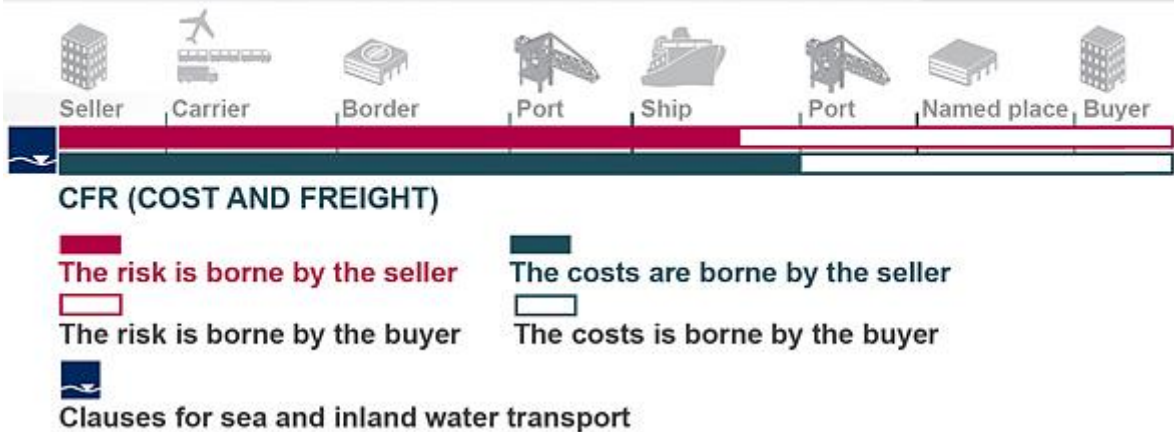 Seller Carrier Border Port Ship Port Named place Buyer
CFR (COST AND FREIGHT)
The risk is borne by the seller The costs are borne by the seller
The risk is borne by the buyer The costs is borne by the buyer
Clauses for sea and inland water transport